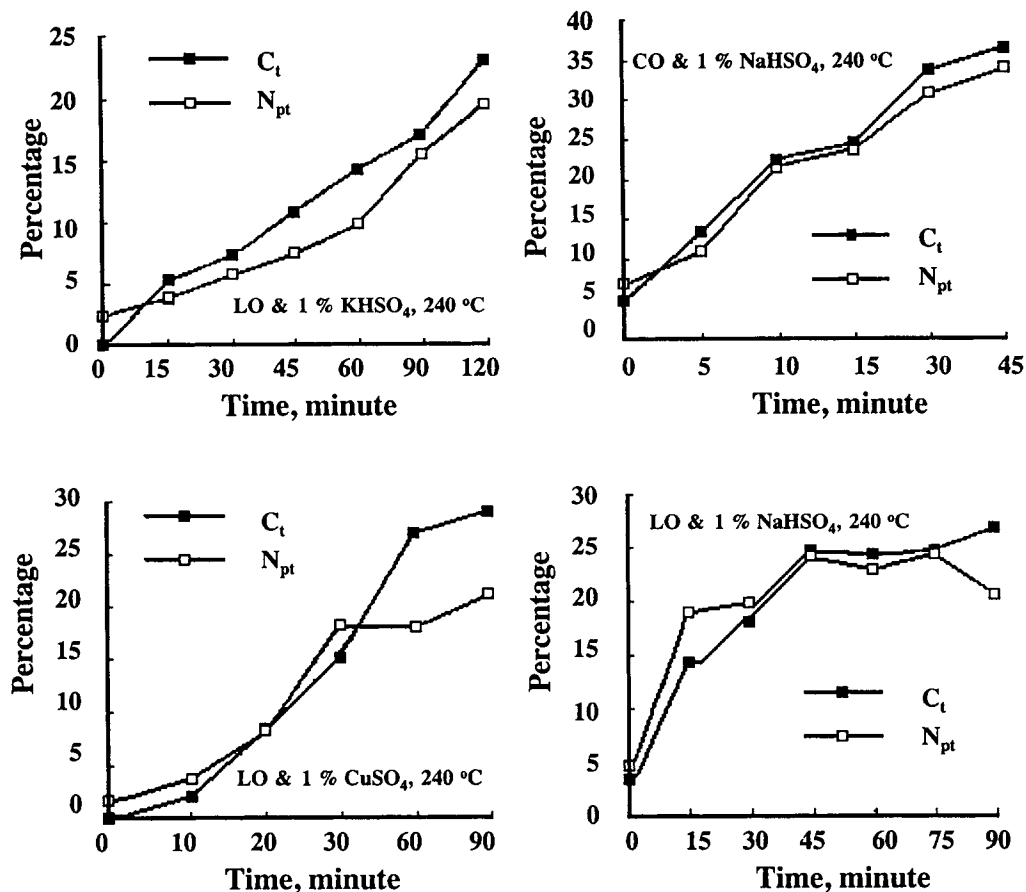 25
20
15
10
5
0
Percentage
C_t
N_pt
LO & 1 % KHSO₄, 240 °C
0 15 30 45 60 90 120
Time, minute
40
35
30
25
20
15
10
5
0
Percentage
CO & 1 % NaHSO₄, 240 °C
C_t
N_pt
0 5 10 15 30 45
Time, minute
30
25
20
15
10
5
0
Percentage
C_t
N_pt
LO & 1 % CuSO₄, 240 °C
0 10 20 30 60 90
Time, minute
30
25
20
15
10
5
0
Percentage
LO & 1 % NaHSO₄, 240 °C
C_t
N_pt
0 15 30 45 60 75 90
Time, minute